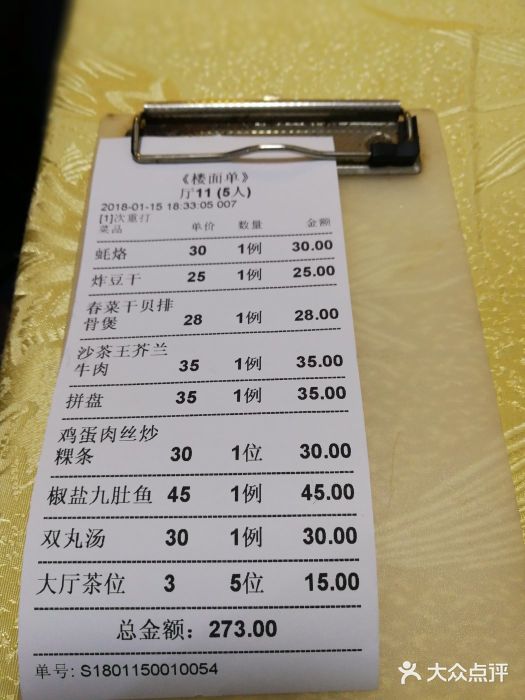 《楼面单》
厅11 (5人)
2018-01-15 18:33:05 007
[1]次重打
菜品 单价 数量 金额
蚝烙 30 1例 30.00
炸豆干 25 1例 25.00
春菜干贝排
骨煲 28 1例 28.00
沙茶王芥兰
牛肉 35 1例 35.00
拼盘 35 1例 35.00
鸡蛋肉丝炒
粿条 30 1位 30.00
椒盐九肚鱼 45 1例 45.00
双丸汤 30 1例 30.00
大厅茶位 3 5位 15.00
总金额: 273.00
单号: S1801150010054
大众点评